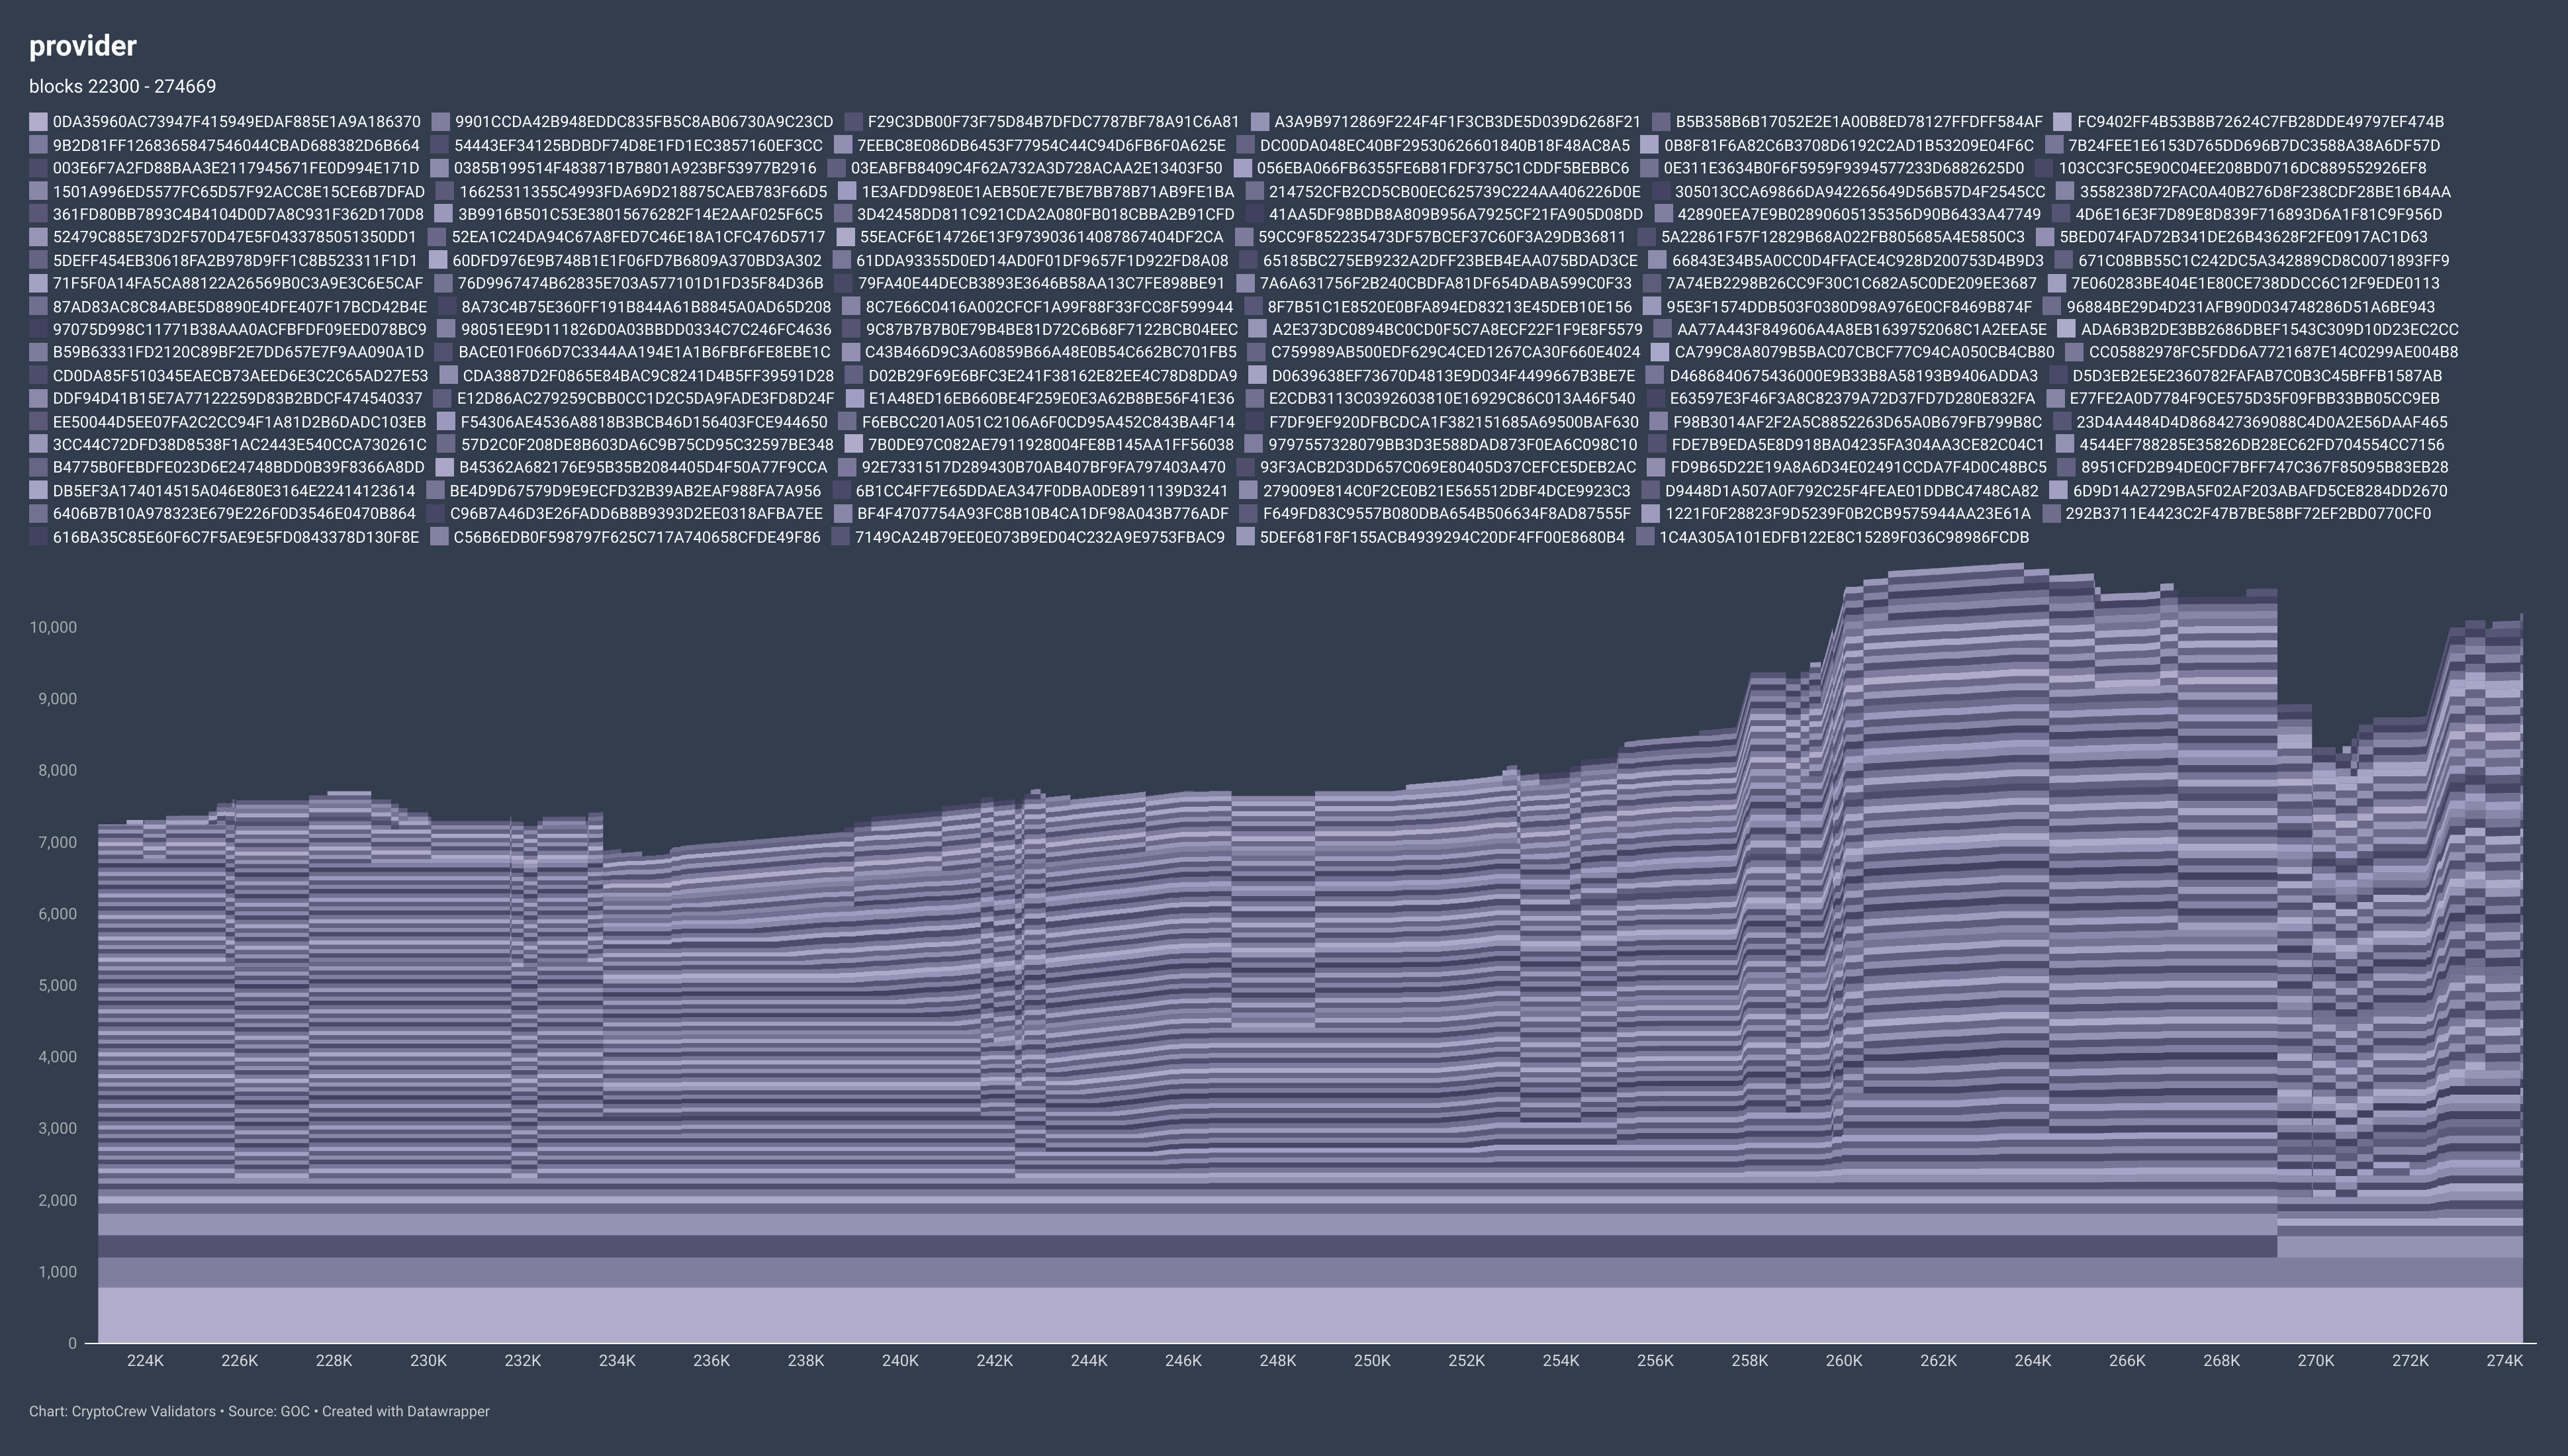 provider
blocks 22300 - 274669
0DA35960AC73947F415949EDAF885E1A9A186370 9901CCDA42B948EDDC835FB5C8AB06730A9C23CD F29C3DB00F73F75D84B7DFDC7787BF78A91C6A81 A3A9B9712869F224F4F1F3CB3DE5D039D6268F21 B5B358B6B17052E2E1A00B8ED78127FFDFF584AF FC9402FF4B53B8B72624C7FB28DDE49797EF474B
9B2D81FF1268365847546044CBAD688382D6B664 54443EF34125BDBDF74D8E1FD1EC3857160EF3CC 7EEBC8E086DB6453F77954C44C94D6FB6F0A625E DC00DA048EC40BF29530626601840B18F48AC8A5 0B8F81F6A82C6B3708D6192C2AD1B53209E04F6C 7B24FEE1E6153D765DD696B7DC3588A38A6DF57D
003E6F7A2FD88BAA3E2117945671FE0D994E171D 0385B199514F483871B7B801A923BF53977B2916 03EABFB8409C4F62A732A3D728ACAA2E13403F50 056EBA066FB6355FE6B81FDF375C1CDDF5BEBBC6 0E311E3634B0F6F5959F9394577233D6882625D0 103CC3FC5E90C04EE208BD0716DC889552926EF8
1501A996ED5577FC65D57F92ACC8E15CE6B7DFAD 16625311355C4993FDA69D218875CAEB783F66D5 1E3AFDD98E0E1AEB50E7E7BE7BB78B71AB9FE1BA 214752CFB2CD5CB00EC625739C224AA406226D0E 305013CCA69866DA942265649D56B57D4F2545CC 3558238D72FAC0A40B276D8F238CDF28BE16B4AA
361FD80BB7893C4B4104D0D7A8C931F362D170D8 3B9916B501C53E38015676282F14E2AAF025F6C5 3D42458DD811C921CDA2A080FB018CBBA2B91CFD 41AA5DF98BDB8A809B956A7925CF21FA905D08DD 42890EEA7E9B02890605135356D90B6433A47749 4D6E16E3F7D89E8D839F716893D6A1F81C9F956D
52479C885E73D2F570D47E5F0433785051350DD1 52EA1C24DA94C67A8FED7C46E18A1CFC476D5717 55EACF6E14726E13F973903614087867404DF2CA 59CC9F852235473DF57BCEF37C60F3A29DB36811 5A22861F57F12829B68A022FB805685A4E5850C3 5BED074FAD72B341DE26B43628F2FE0917AC1D63
5DEFF454EB30618FA2B978D9FF1C8B523311F1D1 60DFD976E9B748B1E1F06FD7B6809A370BD3A302 61DDA93355D0ED14AD0F01DF9657F1D922FD8A08 65185BC275EB9232A2DFF23BEB4EAA075BDAD3CE 66843E34B5A0CC0D4FFACE4C928D200753D4B9D3 671C08BB55C1C242DC5A342889CD8C0071893FF9
71F5F0A14FA5CA88122A26569B0C3A9E3C6E5CAF 76D9967474B62835E703A577101D1FD35F84D36B 79FA40E44DECB3893E3646B58AA13C7FE898BE91 7A6A631756F2B240CBDFA81DF654DABA599C0F33 7A74EB2298B26CC9F30C1C682A5C0DE209EE3687 7E060283BE404E1E80CE738DDCC6C12F9EDE0113
87AD83AC8C84ABE5D8890E4DFE407F17BCD42B4E 8A73C4B75E360FF191B844A61B8845A0AD65D208 8C7E66C0416A002CFCF1A99F88F33FCC8F599944 8F7B51C1E8520E0BFA894ED83213E45DEB10E156 95E3F1574DDB503F0380D98A976E0CF8469B874F 96884BE29D4D231AFB90D034748286D51A6BE943
97075D998C11771B38AAA0ACFBFDF09EED078BC9 98051EE9D111826D0A03BBDD0334C7C246FC4636 9C87B7B7B0E79B4BE81D72C6B68F7122BCB04EEC A2E373DC0894BC0CD0F5C7A8ECF22F1F9E8F5579 AA77A443F849606A4A8EB1639752068C1A2EEA5E ADA6B3B2DE3BB2686DBEF1543C309D10D23EC2CC
B59B63331FD2120C89BF2E7DD657E7F9AA090A1D BACE01F066D7C3344AA194E1A1B6FBF6FE8EBE1C C43B466D9C3A60859B66A48E0B54C662BC701FB5 C759989AB500EDF629C4CED1267CA30F660E4024 CA799C8A8079B5BAC07CBCF77C94CA050CB4CB80 CC05882978FC5FDD6A7721687E14C0299AE004B8
CD0DA85F510345EAECB73AEED6E3C2C65AD27E53 CDA3887D2F0865E84BAC9C8241D4B5FF39591D28 D02B29F69E6BFC3E241F38162E82EE4C78D8DDA9 D0639638EF73670D4813E9D034F4499667B3BE7E D4686840675436000E9B33B8A58193B9406ADDA3 D5D3EB2E5E2360782FAFAB7C0B3C45BFFB1587AB
DDF94D41B15E7A77122259D83B2BDCF474540337 E12D86AC279259CBB0CC1D2C5DA9FADE3FD8D24F E1A48ED16EB660BE4F259E0E3A62B8BE56F41E36 E2CDB3113C0392603810E16929C86C013A46F540 E63597E3F46F3A8C82379A72D37FD7D280E832FA E77FE2A0D7784F9CE575D35F09FBB33BB05CC9EB
EE50044D5EE07FA2C2CC94F1A81D2B6DADC103EB F54306AE4536A8818B3BCB46D156403FCE944650 F6EBCC201A051C2106A6F0CD95A452C843BA4F14 F7DF9EF920DFBCDCA1F382151685A69500BAF630 F98B3014AF2F2A5C8852263D65A0B679FB799B8C 23D4A4484D4D868427369088C4D0A2E56DAAF465
3CC44C72DFD38D8538F1AC2443E540CCA730261C 57D2C0F208DE8B603DA6C9B75CD95C32597BE348 7B0DE97C082AE7911928004FE8B145AA1FF56038 9797557328079BB3D3E588DAD873F0EA6C098C10 FDE7B9EDA5E8D918BA04235FA304AA3CE82C04C1 4544EF788285E35826DB28EC62FD704554CC7156
B4775B0FEBDFE023D6E24748BDD0B39F8366A8DD B45362A682176E95B35B2084405D4F50A77F9CCA 92E7331517D289430B70AB407BF9FA797403A470 93F3ACB2D3DD657C069E80405D37CEFCE5DEB2AC FD9B65D22E19A8A6D34E02491CCDA7F4D0C48BC5 8951CFD2B94DE0CF7BFF747C367F85095B83EB28
DB5EF3A174014515A046E80E3164E22414123614 BE4D9D67579D9E9ECFD32B39AB2EAF988FA7A956 6B1CC4FF7E65DDAEA347F0DBA0DE8911139D3241 279009E814C0F2CE0B21E565512DBF4DCE9923C3 D9448D1A507A0F792C25F4FEAE01DDBC4748CA82 6D9D14A2729BA5F02AF203ABAFD5CE8284DD2670
6406B7B10A978323E679E226F0D3546E0470B864 C96B7A46D3E26FADD6B8B9393D2EE0318AFBA7EE BF4F4707754A93FC8B10B4CA1DF98A043B776ADF F649FD83C9557B080DBA654B506634F8AD87555F 1221F0F28823F9D5239F0B2CB9575944AA23E61A 292B3711E4423C2F47B7BE58BF72EF2BD0770CF0
616BA35C85E60F6C7F5AE9E5FD0843378D130F8E C56B6EDB0F598797F625C717A740658CFDE49F86 7149CA24B79EE0E073B9ED04C232A9E9753FBAC9 5DEF681F8F155ACB4939294C20DF4FF00E8680B4 1C4A305A101EDFB122E8C15289F036C98986FCDB
10,000
9,000
8,000
7,000
6,000
5,000
4,000
3,000
2,000
1,000
0
224K 226K 228K 230K 232K 234K 236K 238K 240K 242K 244K 246K 248K 250K 252K 254K 256K 258K 260K 262K 264K 266K 268K 270K 272K 274K
Chart: CryptoCrew Validators • Source: GOC • Created with Datawrapper